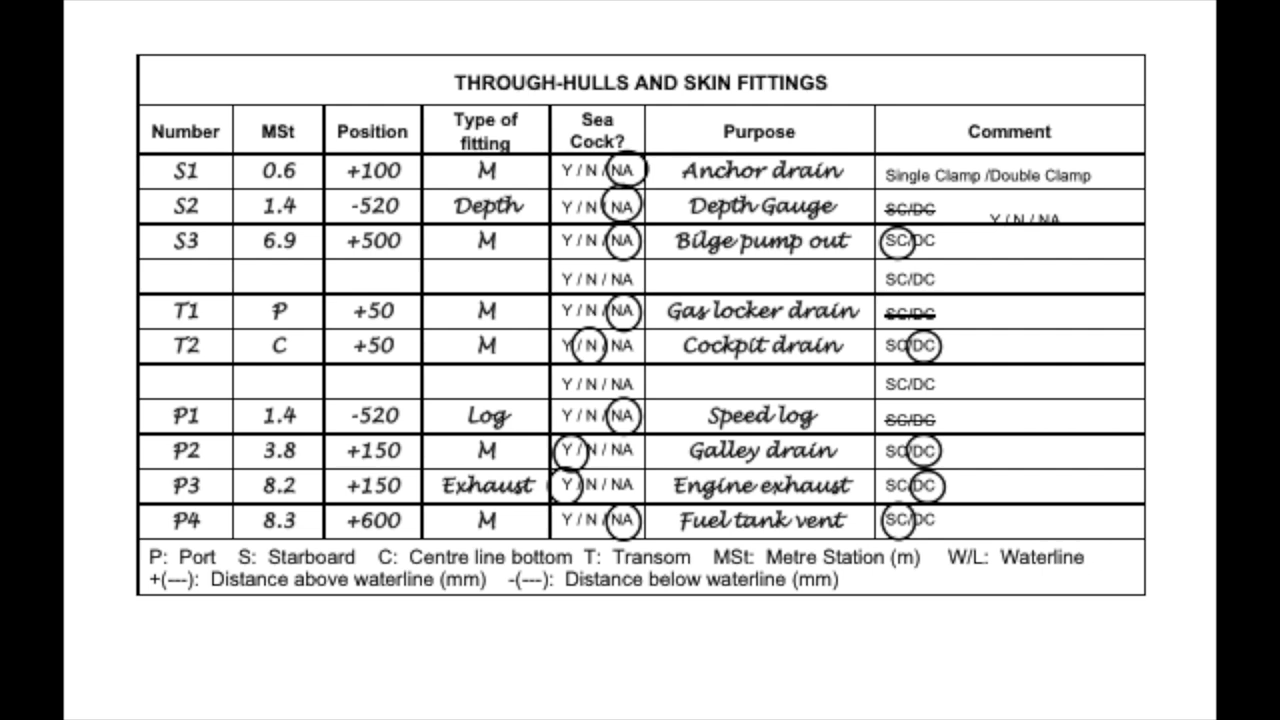 THROUGH-HULLS AND SKIN FITTINGS
Number MSt Position Type of fitting Sea Cock? Purpose Comment
S1 0.6 +100 M Y / N / NA Anchor drain Single Clamp /Double Clamp
S2 1.4 -520 Depth Y / N / NA Depth Gauge SC/DC Y / N / NA
S3 6.9 +500 M Y / N / NA Bilge pump out SC/DC
Y / N / NA SC/DC
T1 P +50 M Y / N / NA Gas locker drain SC/DC
T2 C +50 M Y / N / NA Cockpit drain SC/DC
Y / N / NA SC/DC
P1 1.4 -520 Log Y / N / NA Speed log SC/DC
P2 3.8 +150 M Y / N / NA Galley drain SC/DC
P3 8.2 +150 Exhaust Y / N / NA Engine exhaust SC/DC
P4 8.3 +600 M Y / N / NA Fuel tank vent SC/DC
P: Port S: Starboard C: Centre line bottom T: Transom MSt: Metre Station (m) W/L: Waterline
+(---): Distance above waterline (mm) -(---): Distance below waterline (mm)